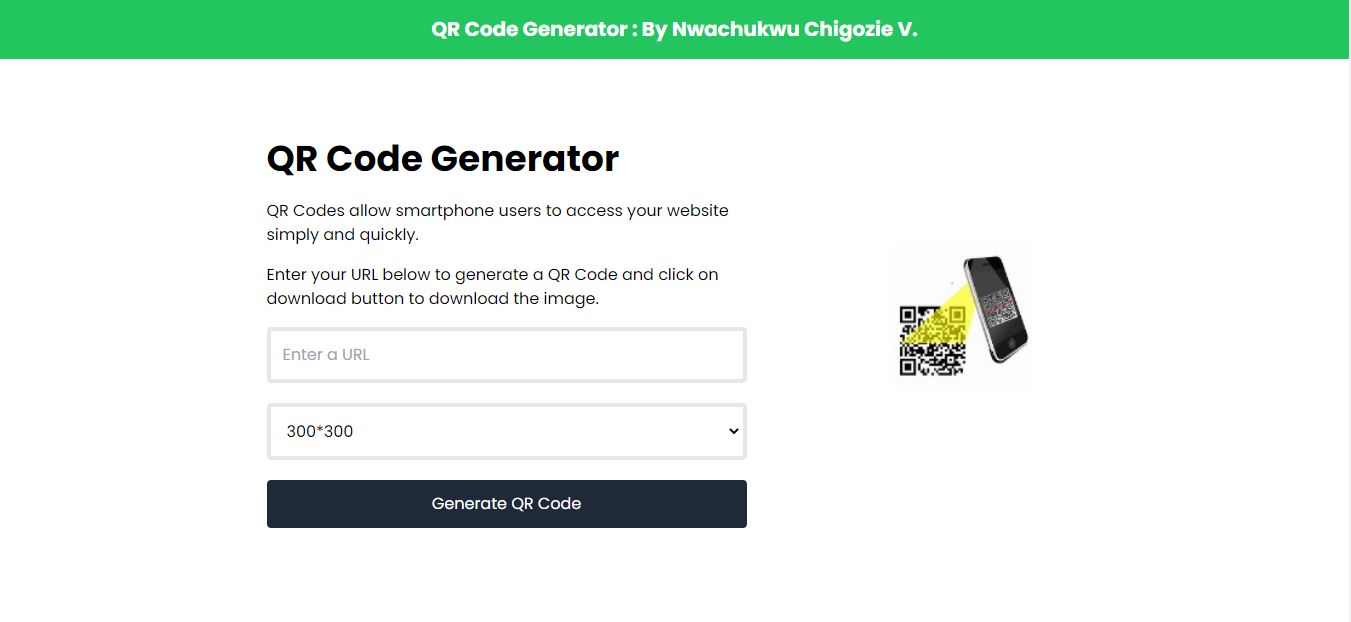 QR Code Generator : By Nwachukwu Chigozie V.
QR Code Generator
QR Codes allow smartphone users to access your website
simply and quickly.
Enter your URL below to generate a QR Code and click on
download button to download the image.
Enter a URL
300*300
Generate QR Code